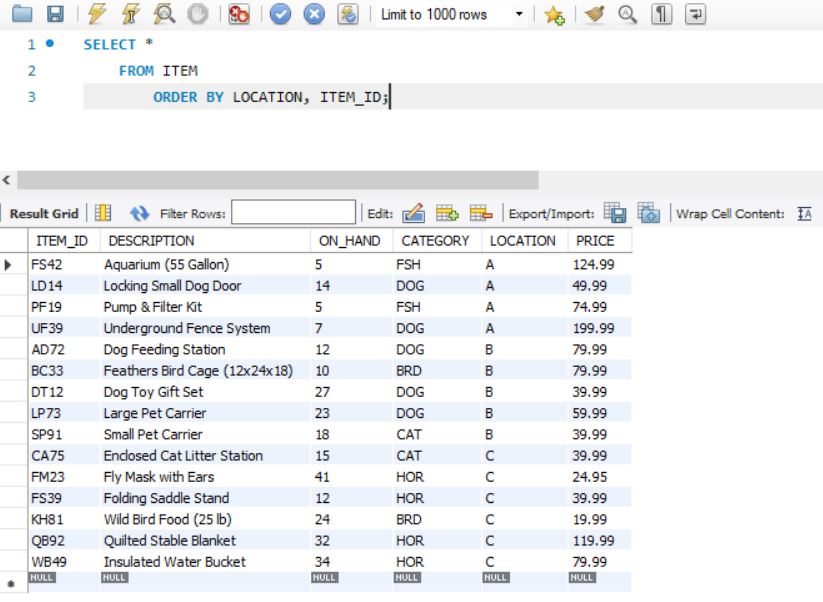 Limit to 1000 rows
1 SELECT *
2 FROM ITEM
3 ORDER BY LOCATION, ITEM_ID;
Result Grid Filter Rows: Edit: Export/Import: Wrap Cell Content:
ITEM_ID DESCRIPTION ON_HAND CATEGORY LOCATION PRICE
FS42 Aquarium (55 Gallon) 5 FSH A 124.99
LD14 Locking Small Dog Door 14 DOG A 49.99
PF19 Pump & Filter Kit 5 FSH A 74.99
UF39 Underground Fence System 7 DOG A 199.99
AD72 Dog Feeding Station 12 DOG B 79.99
BC33 Feathers Bird Cage (12x24x18) 10 BRD B 79.99
DT12 Dog Toy Gift Set 27 DOG B 39.99
LP73 Large Pet Carrier 23 DOG B 59.99
SP91 Small Pet Carrier 18 CAT B 39.99
CA75 Enclosed Cat Litter Station 15 CAT C 39.99
FM23 Fly Mask with Ears 41 HOR C 24.95
FS39 Folding Saddle Stand 12 HOR C 39.99
KH81 Wild Bird Food (25 lb) 24 BRD C 19.99
QB92 Quilted Stable Blanket 32 HOR C 119.99
WB49 Insulated Water Bucket 34 HOR C 79.99
NULL NULL NULL NULL NULL NULL